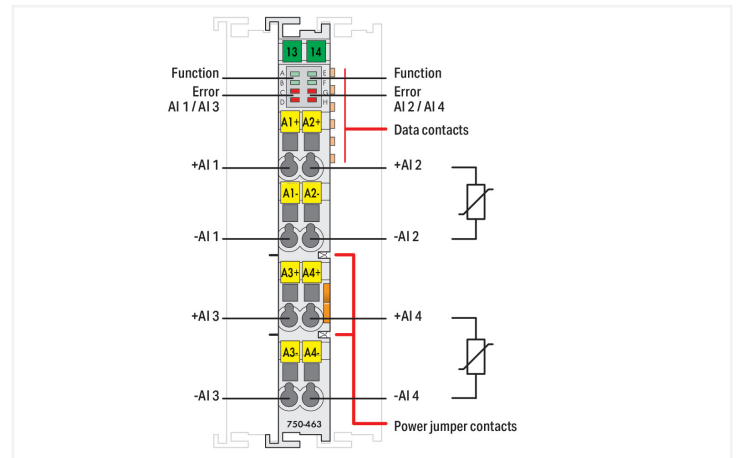 13 14
Function
A
E
Function
B
F
Error
C
G
Error
AI 1 / AI 3
D
H
AI 2 / AI 4
A1+ A2+
Data contacts
+AI 1
+AI 2
A1- A2-
-AI 1
-AI 2
A3+ A4+
+AI 3
+AI 4
A3- A4-
-AI 3
-AI 4
750-463
Power jumper contacts